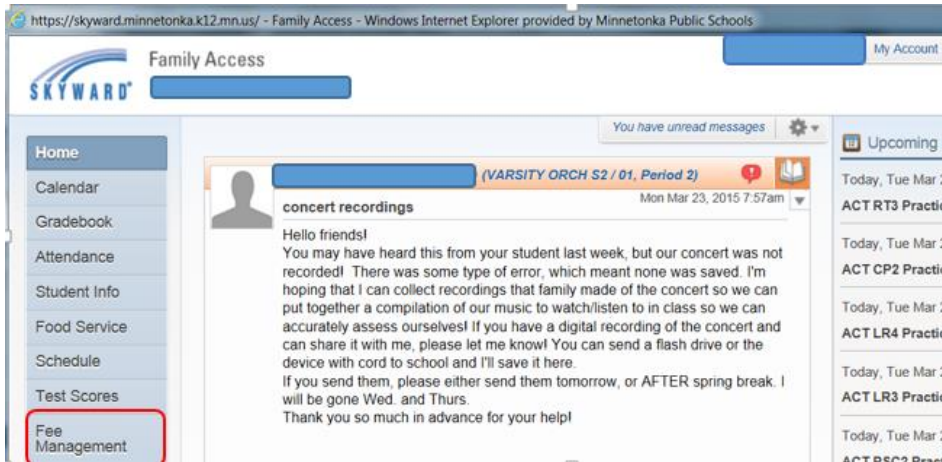 https://skyward.minnetonka.k12.mn.us/ - Family Access - Windows Internet Explorer provided by Minnetonka Public Schools
My Account
Family Access
SKYWARD
You have unread messages
Home
Calendar
Gradebook
Attendance
Student Info
Food Service
Schedule
Test Scores
Fee
Management
(VARSITY ORCH S2 / 01, Period 2)
Mon Mar 23, 2015 7:57am
concert recordings
Hello friends!
You may have heard this from your student last week, but our concert was not
recorded! There was some type of error, which meant none was saved. I'm
hoping that I can collect recordings that family made of the concert so we can
put together a compilation of our music to watch/listen to in class so we can
accurately assess ourselves! If you have a digital recording of the concert and
can share it with me, please let me know! You can send a flash drive or the
device with cord to school and I'll save it here.
If you send them, please either send them tomorrow, or AFTER spring break. I
will be gone Wed. and Thurs.
Thank you so much in advance for your help!
Upcoming
Today, Tue Mar
ACT RT3 Practi
Today, Tue Mar
ACT CP2 Practi
Today, Tue Mar
ACT LR4 Practi
Today, Tue Mar
ACT LR3 Practi
Today, Tue Mar
ACT RSC2 Prac